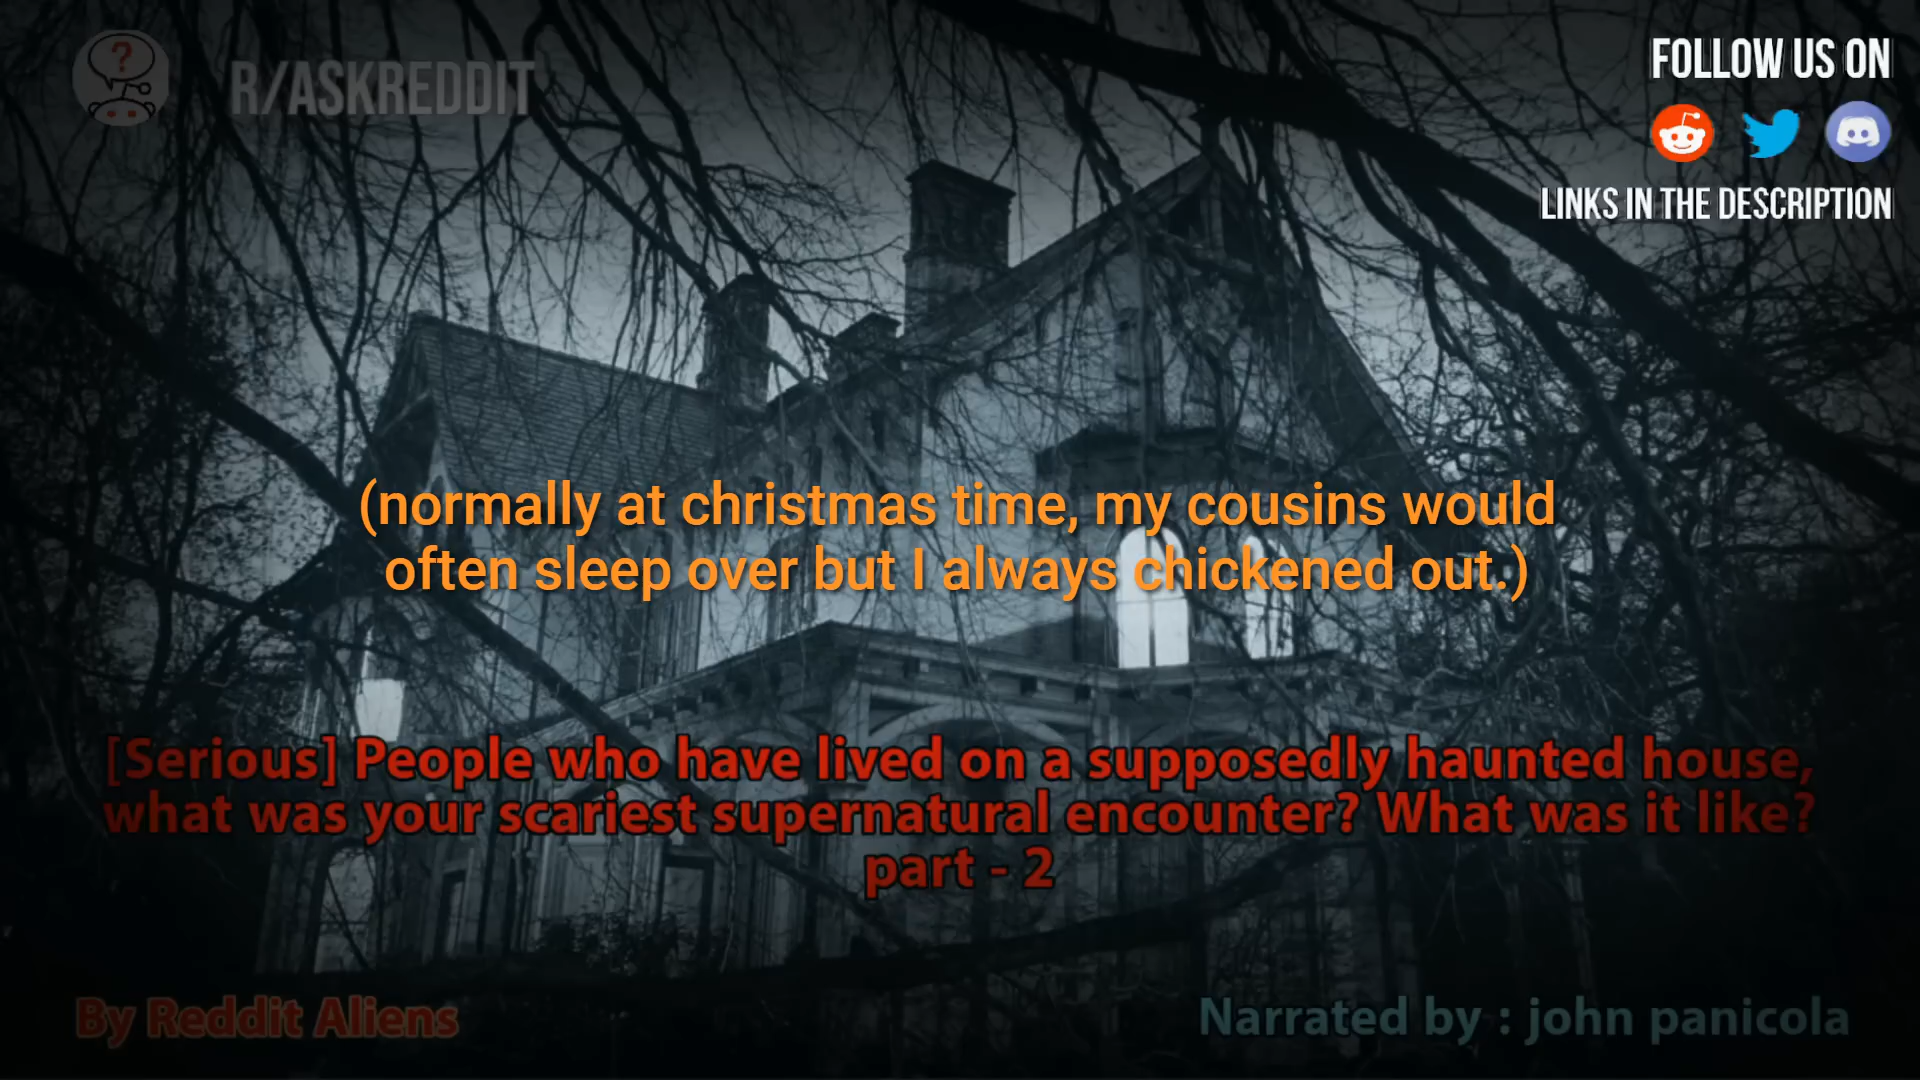 R/ASKREDDIT
FOLLOW US ON
LINKS IN THE DESCRIPTION
(normally at christmas time, my cousins would
often sleep over but I always chickened out.)
[Serious] People who have lived on a supposedly haunted house,
what was your scariest supernatural encounter? What was it like?
part - 2
By Reddit Aliens
Narrated by : john panicola